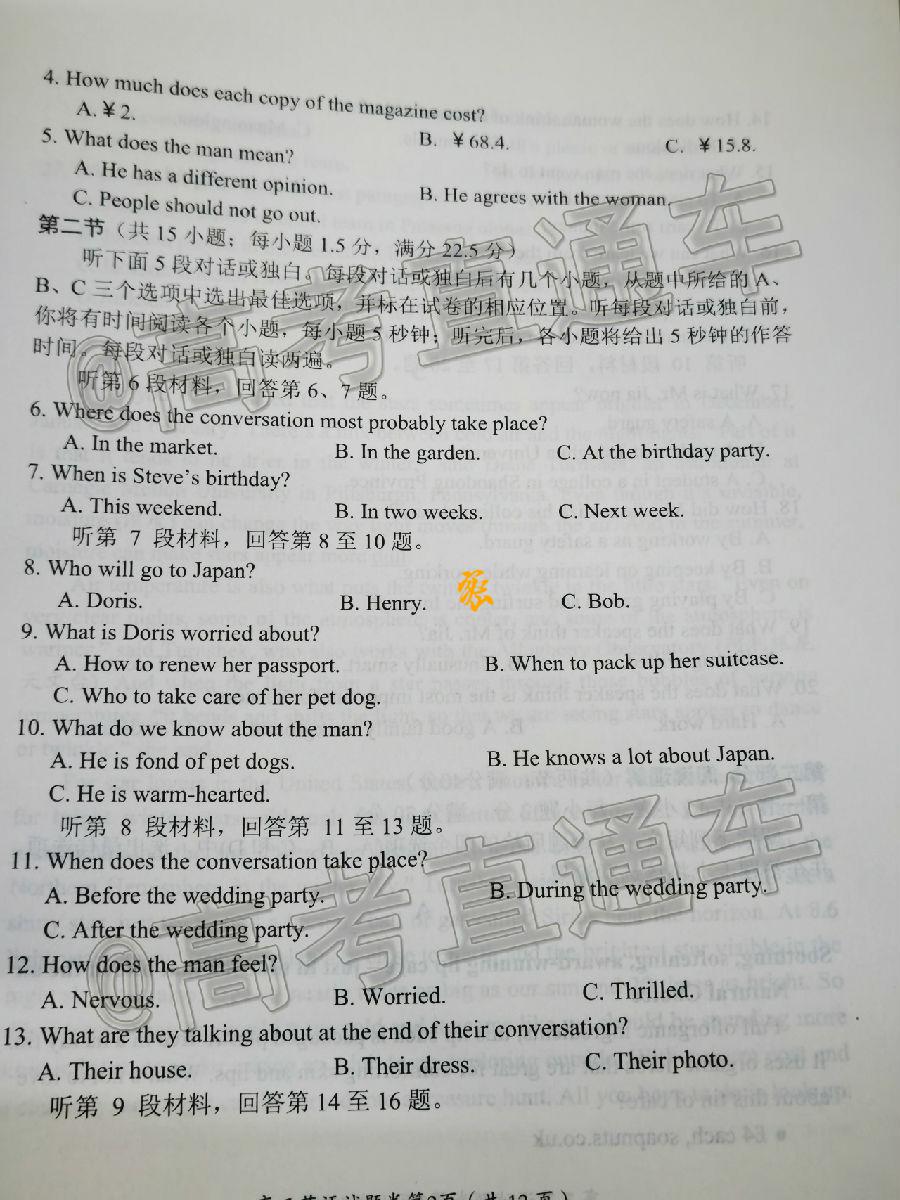 4. How much does each copy of the magazine cost?
A. ¥ 2. B. ¥ 68.4. C. ¥ 15.8.
5. What does the man mean?
A. He has a different opinion. B. He agrees with the woman.
C. People should not go out.
第二节（共 15 小题；每小题 1.5 分，满分 22.5 分）
听下面 5 段对话或独白。每段对话或独白后有几个小题，从题中所给的 A、
B、C 三个选项中选出最佳选项，并标在试卷的相应位置。听每段对话或独白前，
你将有时间阅读各个小题，每小题 5 秒钟；听完后，各小题将给出 5 秒钟的作答
时间。每段对话或独白读两遍。
听第 6 段材料，回答第 6、7 题。
6. Where does the conversation most probably take place?
A. In the market. B. In the garden. C. At the birthday party.
7. When is Steve's birthday?
A. This weekend. B. In two weeks. C. Next week.
听第 7 段材料，回答第 8 至 10 题。
8. Who will go to Japan?
A. Doris. B. Henry. C. Bob.
9. What is Doris worried about?
A. How to renew her passport. B. When to pack up her suitcase.
C. Who to take care of her pet dog.
10. What do we know about the man?
A. He is fond of pet dogs. B. He knows a lot about Japan.
C. He is warm-hearted.
听第 8 段材料，回答第 11 至 13 题。
11. When does the conversation take place?
A. Before the wedding party. B. During the wedding party.
C. After the wedding party.
12. How does the man feel?
A. Nervous. B. Worried. C. Thrilled.
13. What are they talking about at the end of their conversation?
A. Their house. B. Their dress. C. Their photo.
听第 9 段材料，回答第 14 至 16 题。
@高考直通车
@高考直通车